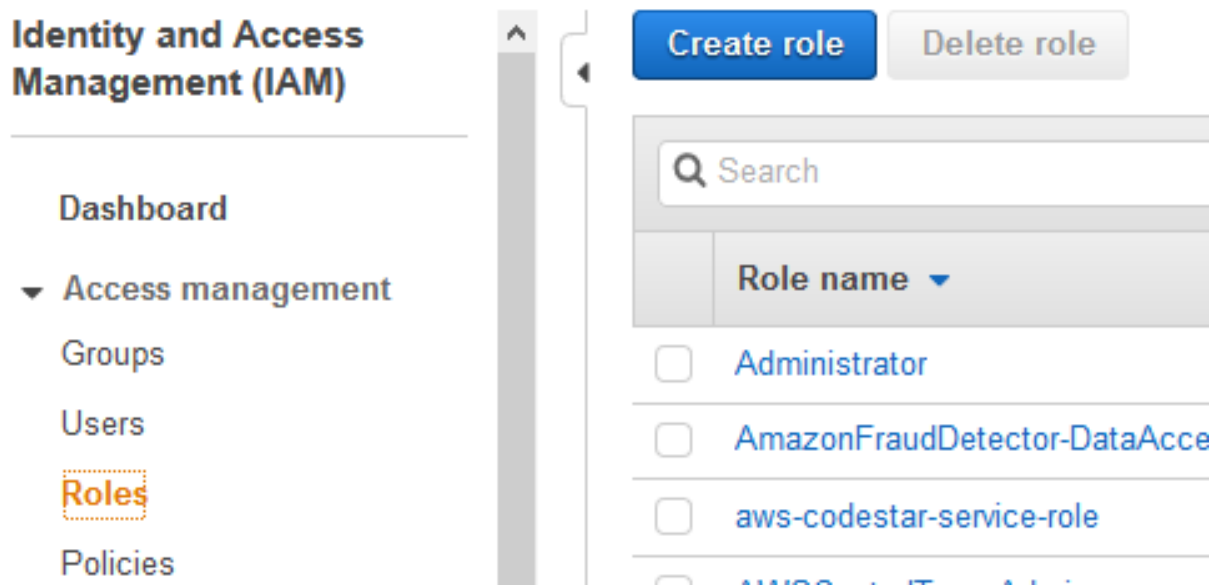 Identity and Access
Management (IAM)
Dashboard
Access management
Groups
Users
Roles
Policies
Create role
Delete role
Search
Role name
Administrator
AmazonFraudDetector-DataAcce
aws-codestar-service-role